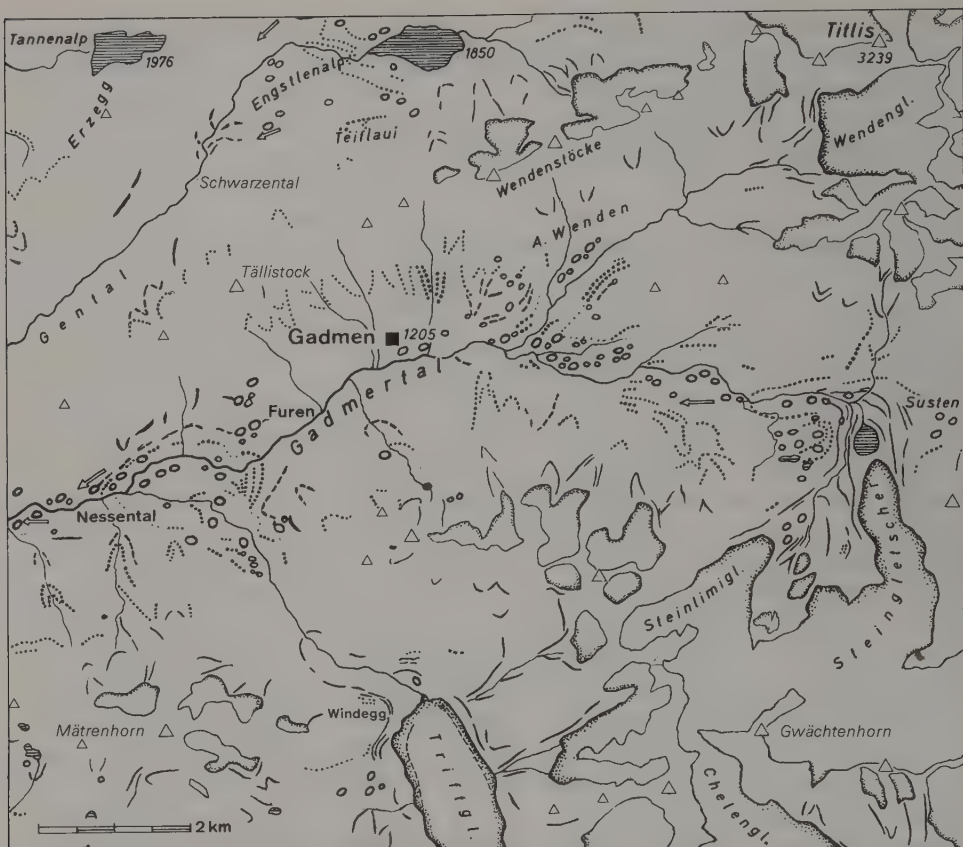 Tannenalp
1976
Erzegg
Engstlenalp
1850
Titlis
3239
Teiflaui
Wendengl.
Wendenstöcke
Schwarzental
A. Wenden
Tällistock
Gental
Gadmen
1205
Gadmertal
Furen
Susten
Nessental
Steinlimigl.
Steingletscher
Windegg
Mätrenhorn
Triftgl.
Gwächtenhorn
Chelengl.
2 km